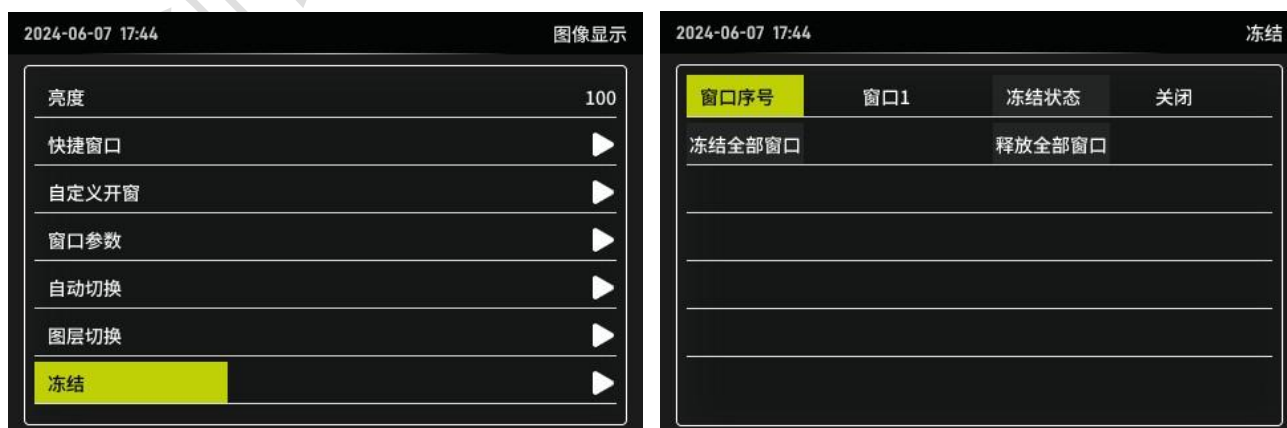 2024-06-07 17:44 图像显示
亮度 100
快捷窗口
自定义开窗
窗口参数
自动切换
图层切换
冻结
2024-06-07 17:44 冻结
窗口序号 窗口1 冻结状态 关闭
冻结全部窗口 释放全部窗口